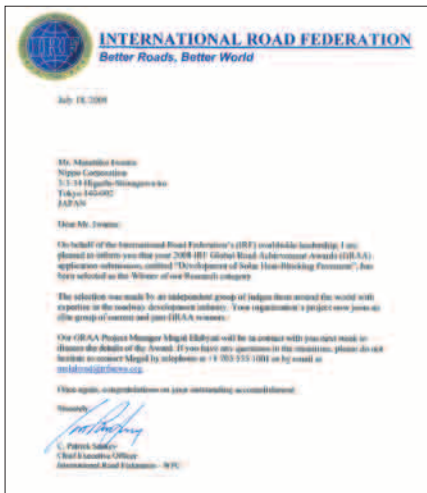 IRF
INTERNATIONAL ROAD FEDERATION
Better Roads, Better World
July 18, 2008
Mr. Masahiko Iwama
Nippo Corporation
Tokyo 140-002
JAPAN
Dear Mr. Iwama:
On behalf of the International Road Federation's (IRF) worldwide leadership, I am
pleased to inform you that your 2008 IRF Global Road Achievement Awards (GRAA)
application submission, entitled "Development of Solar Heat-Blocking Pavement", has
been selected as the Winner of our Research category.
The selection was made by an independent group of judges from around the world with
expertise in the roadway development industry. Your organization's project now joins an
elite group of current and past GRAA winners.
Our GRAA Project Manager Magid Elabyad will be in contact with you next week to
discuss the details of the Award. If you have any questions in the meantime, please do not
hesitate to contact Magid by telephone at +1 703 535 1001 or by email at
Once again, congratulations on your outstanding accomplishment.
Sincerely,
C. Patrick Sankey
Chief Executive Officer
International Road Federation - WPC